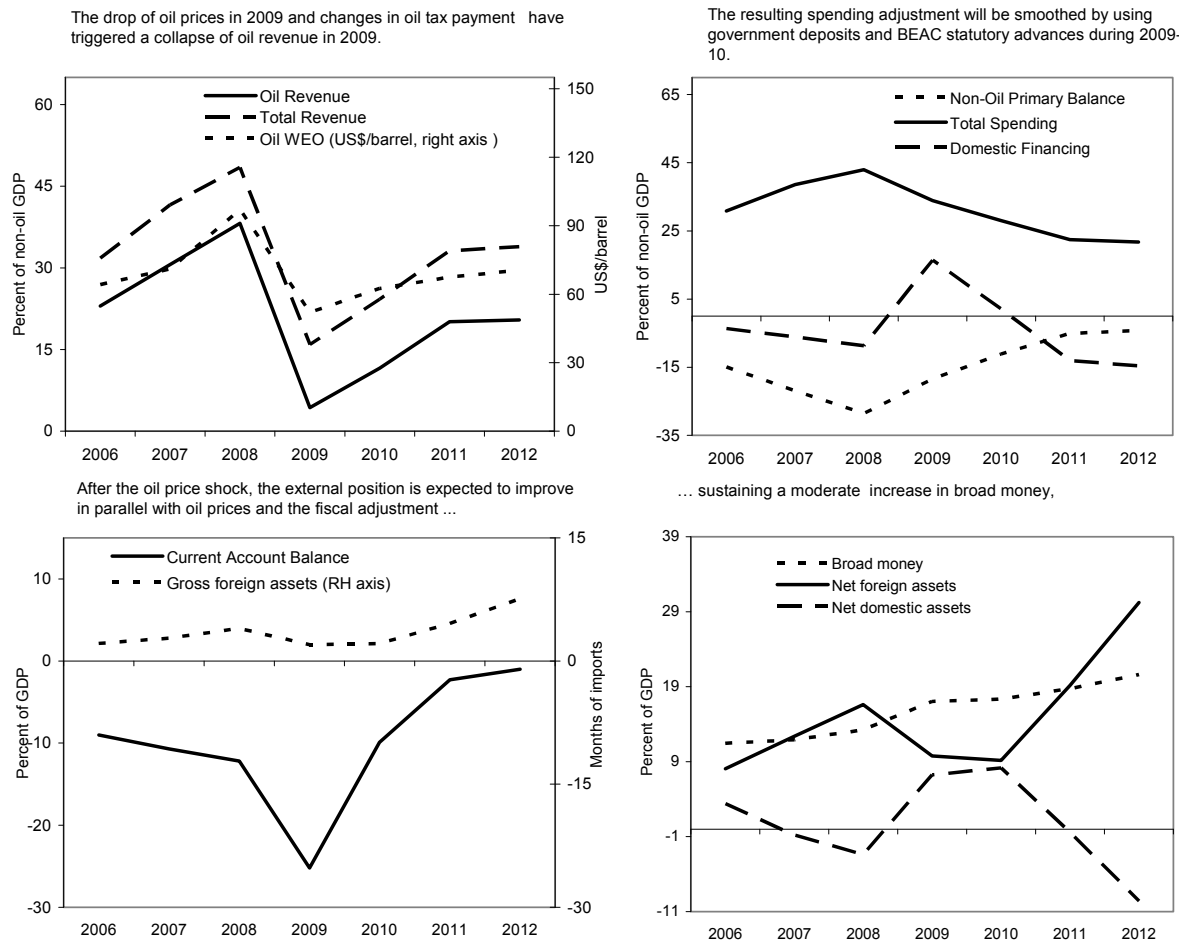 The drop of oil prices in 2009 and changes in oil tax payment have
triggered a collapse of oil revenue in 2009.
Oil Revenue
Total Revenue
Oil WEO (US$/barrel, right axis )
Percent of non-oil GDP
60
45
30
15
0
US$/barrel
150
120
90
60
30
0
2006 2007 2008 2009 2010 2011 2012
The resulting spending adjustment will be smoothed by using
government deposits and BEAC statutory advances during 2009-
10.
Non-Oil Primary Balance
Total Spending
Domestic Financing
Percent of non-oil GDP
65
45
25
5
-15
-35
2006 2007 2008 2009 2010 2011 2012
After the oil price shock, the external position is expected to improve
in parallel with oil prices and the fiscal adjustment ...
Current Account Balance
Gross foreign assets (RH axis)
Percent of GDP
10
0
-10
-20
-30
Months of imports
15
0
-15
-30
2006 2007 2008 2009 2010 2011 2012
… sustaining a moderate increase in broad money,
Broad money
Net foreign assets
Net domestic assets
Percent of GDP
39
29
19
9
-1
-11
2006 2007 2008 2009 2010 2011 2012